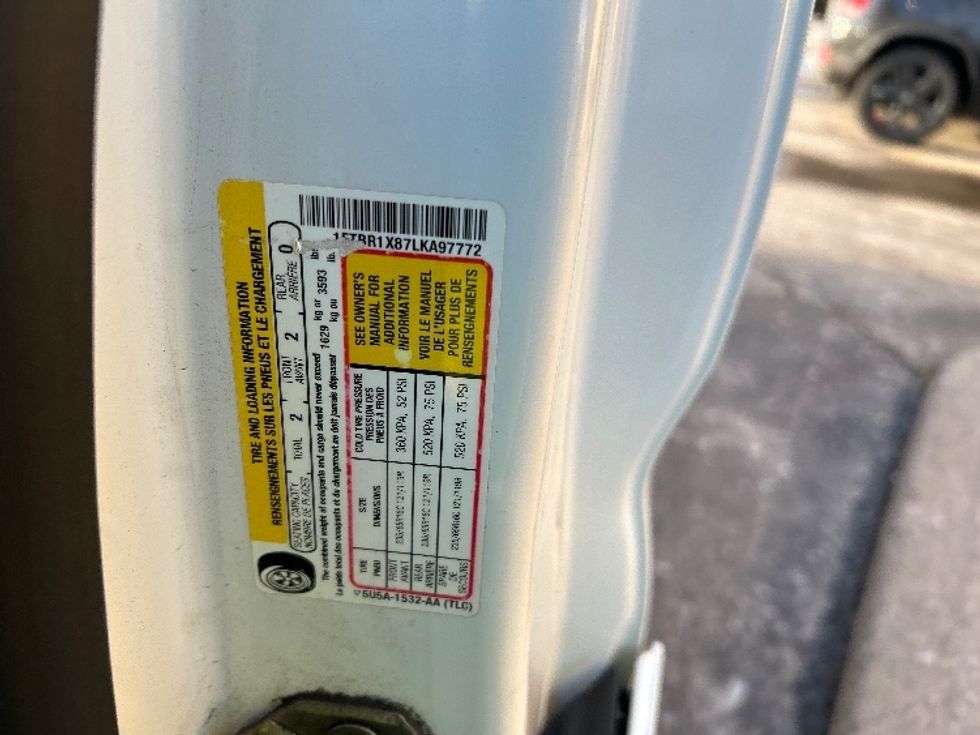 1FTBR1X87LKA97772
TIRE AND LOADING INFORMATION
RENSEIGNEMENTS SUR LES PNEUS ET LE CHARGEMENT
SEATING CAPACITY
NOMBRE DE PLACES
TOTAL 2
FRONT
AVANT 2
REAR
ARRIÈRE 0
The combined weight of occupants and cargo should never exceed 1629 kg or 3593 lb.
Le poids total des occupants et du chargement ne doit jamais dépasser kg ou lb.
TIRE
PNEU
SIZE
DIMENSIONS
COLD TIRE PRESSURE
PRESSION DES
PNEUS À FROID
SEE OWNER'S
MANUAL FOR
ADDITIONAL
INFORMATION
VOIR LE MANUEL
DE L'USAGER
POUR PLUS DE
RENSEIGNEMENTS
FRONT
AVANT
360 KPA, 52 PSI
REAR
ARRIÈRE
520 KPA, 75 PSI
SPARE
DE
SECOURS
520 KPA, 75 PSI
5U5A-1532-AA (TLC)